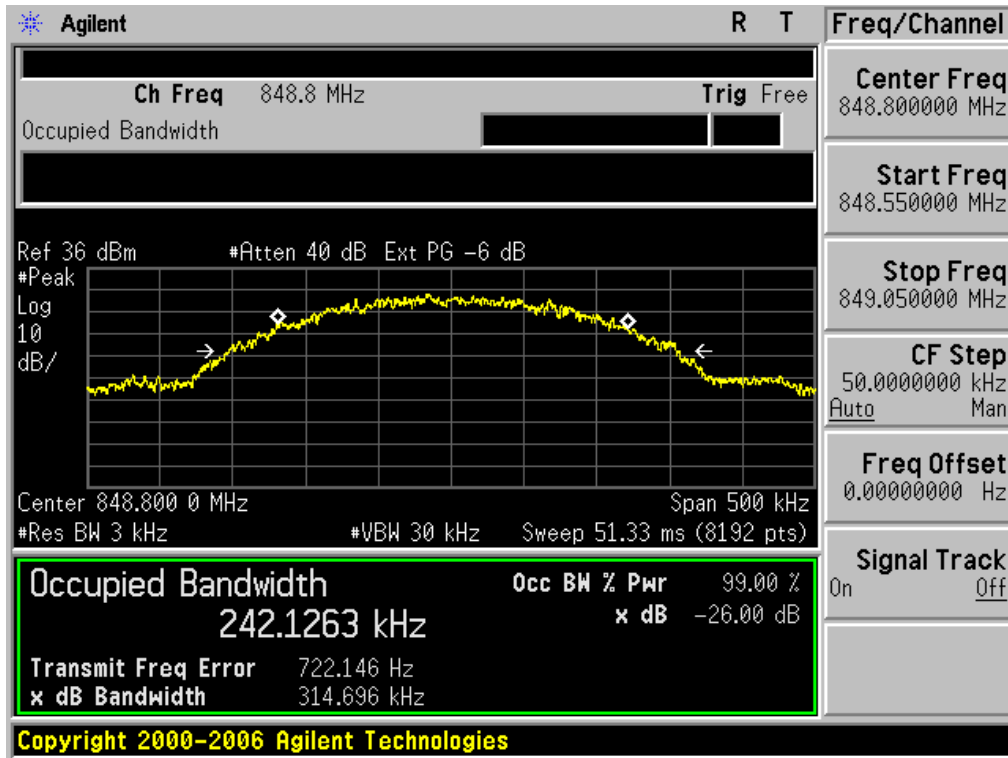 Agilent R T
Ch Freq 848.8 MHz Trig Free
Occupied Bandwidth
Ref 36 dBm #Atten 40 dB Ext PG -6 dB
#Peak
Log
10
dB/
Center 848.800 0 MHz Span 500 kHz
#Res BW 3 kHz #VBW 30 kHz Sweep 51.33 ms (8192 pts)
Occupied Bandwidth Occ BW % Pwr 99.00 %
242.1263 kHz x dB -26.00 dB
Transmit Freq Error 722.146 Hz
x dB Bandwidth 314.696 kHz
Copyright 2000-2006 Agilent Technologies
Freq/Channel
Center Freq
848.800000 MHz
Start Freq
848.550000 MHz
Stop Freq
849.050000 MHz
CF Step
50.0000000 kHz
Auto Man
Freq Offset
0.00000000 Hz
Signal Track
On Off